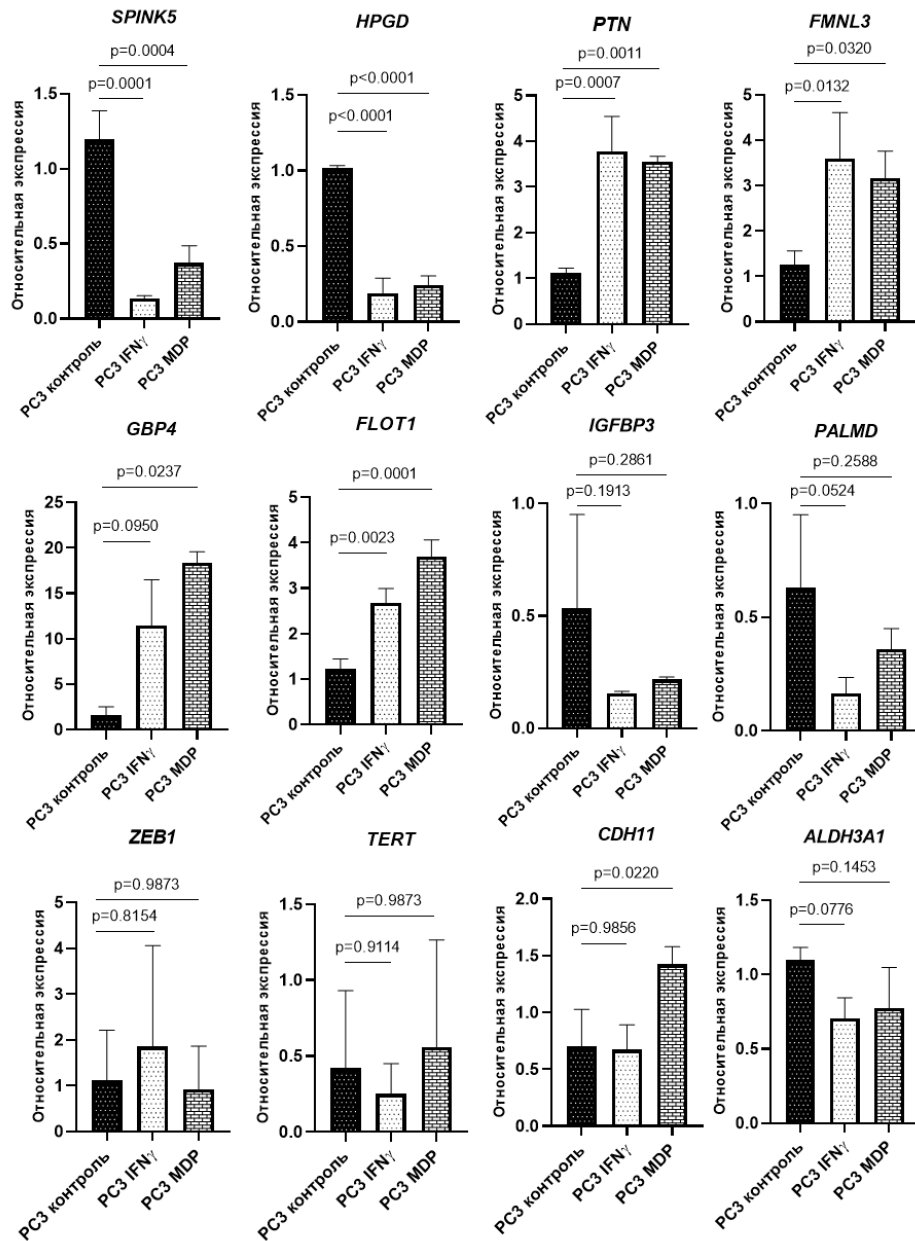 SPINK5
p=0.0004
p=0.0001
Относительная экспрессия
1.5
1.0
0.5
0.0
PC3 контроль
PC3 IFNγ
PC3 MDP
HPGD
p<0.0001
p<0.0001
Относительная экспрессия
1.5
1.0
0.5
0.0
PC3 контроль
PC3 IFNγ
PC3 MDP
PTN
p=0.0011
p=0.0007
Относительная экспрессия
5
4
3
2
1
0
PC3 контроль
PC3 IFNγ
PC3 MDP
FMNL3
p=0.0320
p=0.0132
Относительная экспрессия
5
4
3
2
1
0
PC3 контроль
PC3 IFNγ
PC3 MDP
GBP4
p=0.0237
p=0.0950
Относительная экспрессия
25
20
15
10
5
0
PC3 контроль
PC3 IFNγ
PC3 MDP
FLOT1
p=0.0001
p=0.0023
Относительная экспрессия
5
4
3
2
1
0
PC3 контроль
PC3 IFNγ
PC3 MDP
IGFBP3
p=0.2861
p=0.1913
Относительная экспрессия
1.0
0.5
0.0
PC3 контроль
PC3 IFNγ
PC3 MDP
PALMD
p=0.2588
p=0.0524
Относительная экспрессия
1.0
0.5
0.0
PC3 контроль
PC3 IFNγ
PC3 MDP
ZEB1
p=0.9873
p=0.8154
Относительная экспрессия
5
4
3
2
1
0
PC3 контроль
PC3 IFNγ
PC3 MDP
TERT
p=0.9873
p=0.9114
Относительная экспрессия
1.5
1.0
0.5
0.0
PC3 контроль
PC3 IFNγ
PC3 MDP
CDH11
p=0.0220
p=0.9856
Относительная экспрессия
2.0
1.5
1.0
0.5
0.0
PC3 контроль
PC3 IFNγ
PC3 MDP
ALDH3A1
p=0.1453
p=0.0776
Относительная экспрессия
1.5
1.0
0.5
0.0
PC3 контроль
PC3 IFNγ
PC3 MDP